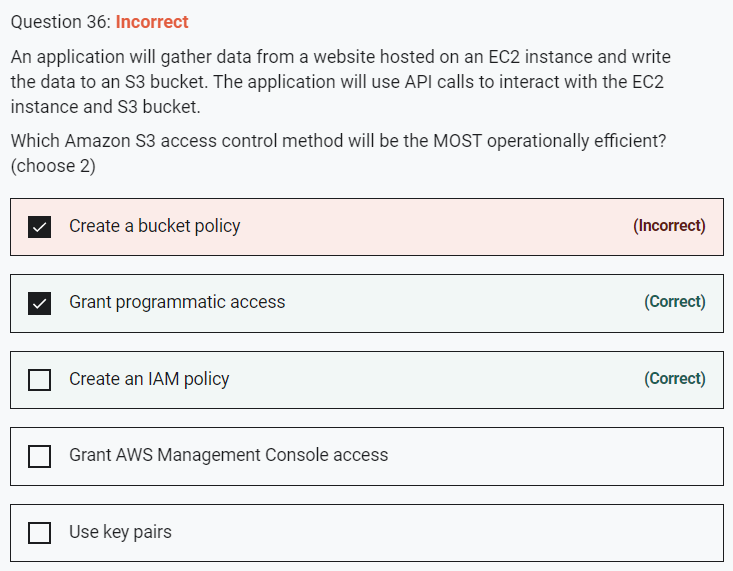 Question 36: Incorrect
An application will gather data from a website hosted on an EC2 instance and write
the data to an S3 bucket. The application will use API calls to interact with the EC2
instance and S3 bucket.
Which Amazon S3 access control method will be the MOST operationally efficient?
(choose 2)
Create a bucket policy (Incorrect)
Grant programmatic access (Correct)
Create an IAM policy (Correct)
Grant AWS Management Console access
Use key pairs